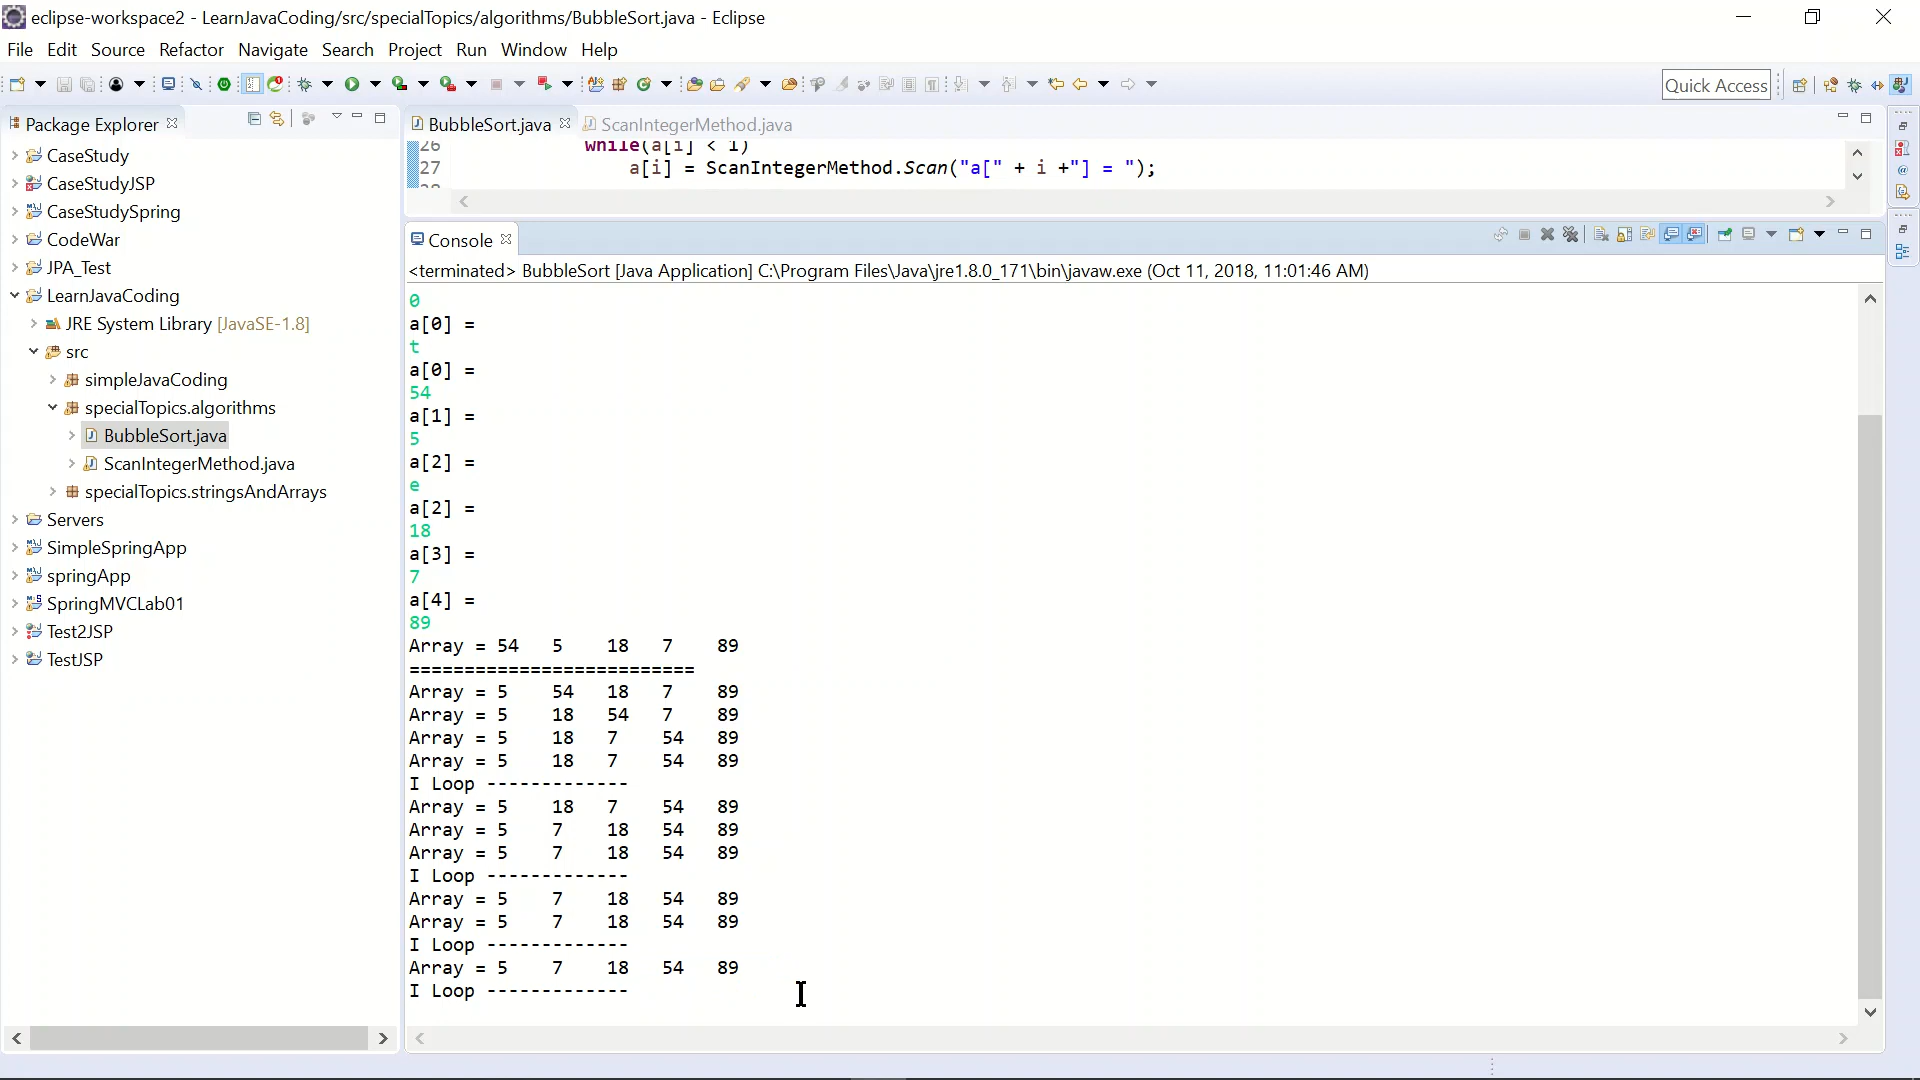 eclipse-workspace2 - LearnJavaCoding/src/specialTopics/algorithms/BubbleSort.java - Eclipse
File Edit Source Refactor Navigate Search Project Run Window Help
Quick Access
Package Explorer
CaseStudy
CaseStudyJSP
CaseStudySpring
CodeWar
JPA_Test
LearnJavaCoding
JRE System Library [JavaSE-1.8]
src
simpleJavaCoding
specialTopics.algorithms
BubbleSort.java
ScanIntegerMethod.java
specialTopics.stringsAndArrays
Servers
SimpleSpringApp
springApp
SpringMVCLab01
Test2JSP
TestJSP
BubbleSort.java ScanIntegerMethod.java
26 while(a[i] < 1)
27 a[i] = ScanIntegerMethod.Scan("a[" + i +"] = ");
28
Console
<terminated> BubbleSort [Java Application] C:\Program Files\Java\jre1.8.0_171\bin\javaw.exe (Oct 11, 2018, 11:01:46 AM)
0
a[0] =
t
a[0] =
54
a[1] =
5
a[2] =
e
a[2] =
18
a[3] =
7
a[4] =
89
Array = 54 5 18 7 89
==========================
Array = 5 54 18 7 89
Array = 5 18 54 7 89
Array = 5 18 7 54 89
Array = 5 18 7 54 89
I Loop -------------
Array = 5 18 7 54 89
Array = 5 7 18 54 89
Array = 5 7 18 54 89
I Loop -------------
Array = 5 7 18 54 89
Array = 5 7 18 54 89
I Loop -------------
Array = 5 7 18 54 89
I Loop -------------